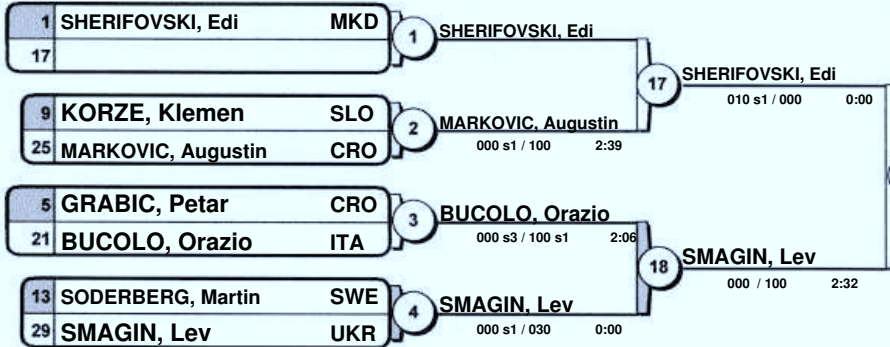 1 SHERIFOVSKI, Edi MKD
17
1 SHERIFOVSKI, Edi
9 KORZE, Klemen SLO
25 MARKOVIC, Augustin CRO
2 MARKOVIC, Augustin
000 s1 / 100 2:39
17 SHERIFOVSKI, Edi
010 s1 / 000 0:00
5 GRABIC, Petar CRO
21 BUCOLO, Orazio ITA
3 BUCOLO, Orazio
000 s3 / 100 s1 2:06
13 SODERBERG, Martin SWE
29 SMAGIN, Lev UKR
4 SMAGIN, Lev
000 s1 / 030 0:00
18 SMAGIN, Lev
000 / 100 2:32